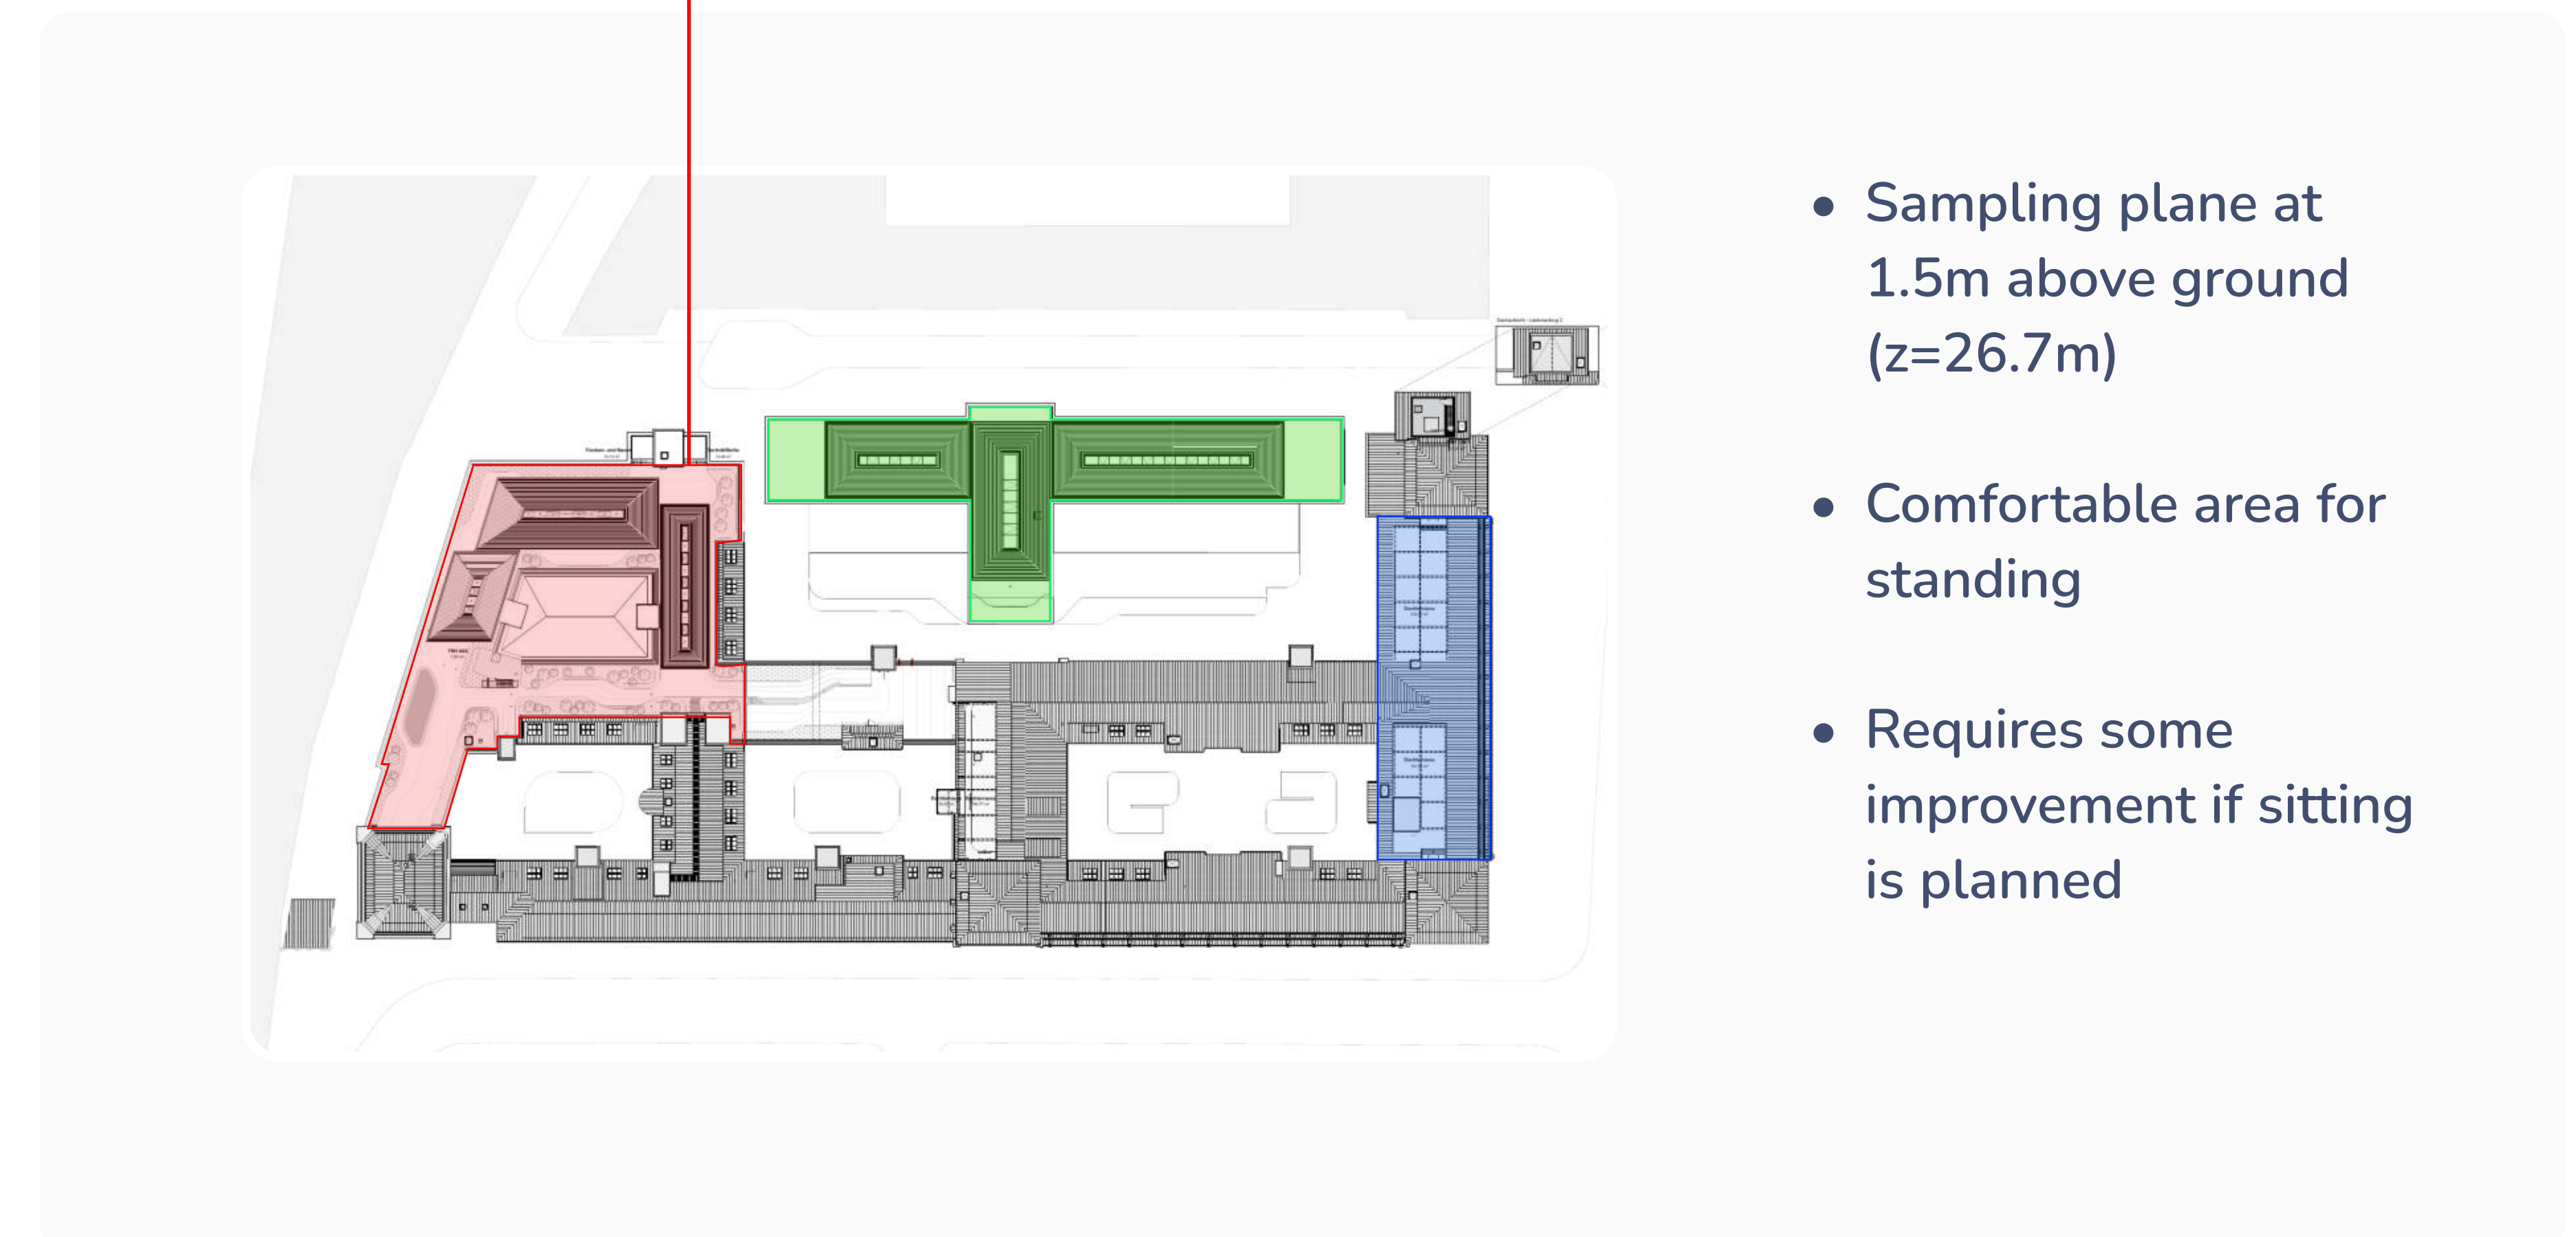 • Sampling plane at
1.5m above ground
(z=26.7m)
• Comfortable area for
standing
• Requires some
improvement if sitting
is planned